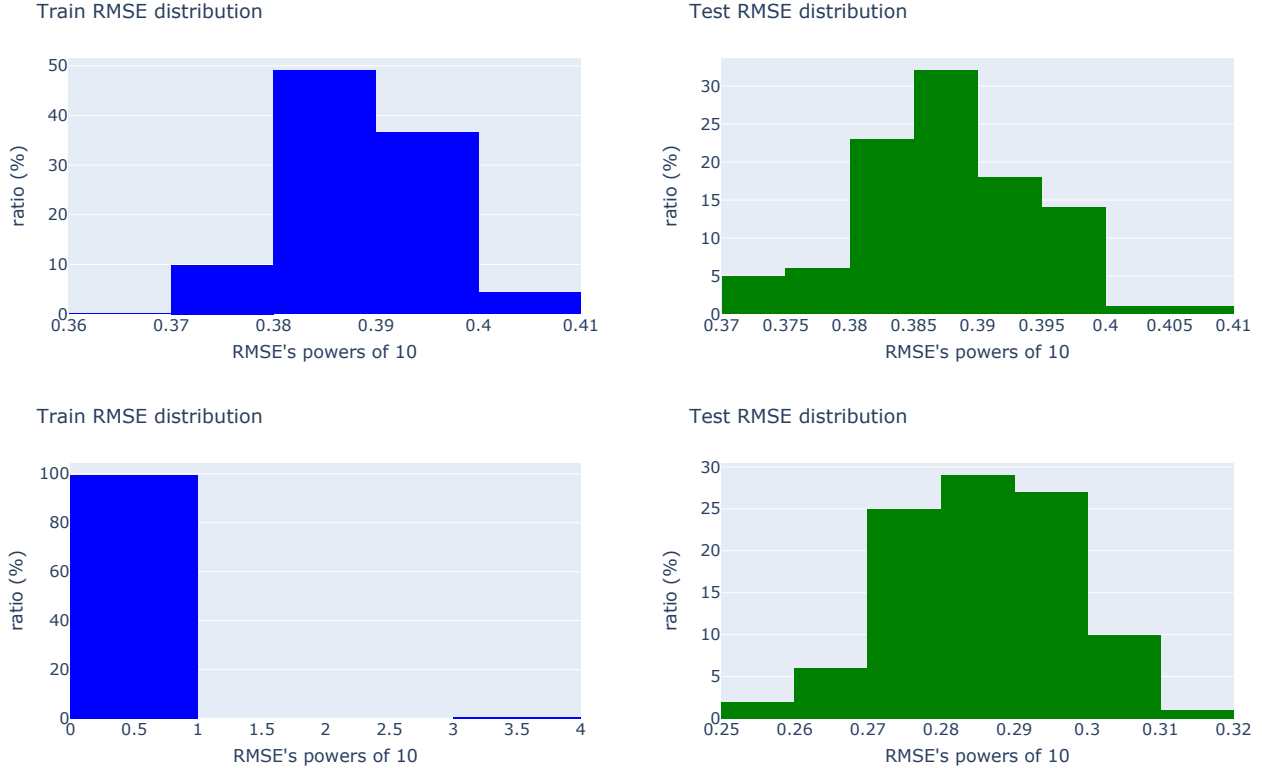 Train RMSE distribution
Test RMSE distribution
50
40
30
20
10
0
ratio (%)
0.36 0.37 0.38 0.39 0.4 0.41
RMSE's powers of 10
30
25
20
15
10
5
0
ratio (%)
0.37 0.375 0.38 0.385 0.39 0.395 0.4 0.405 0.41
RMSE's powers of 10
Train RMSE distribution
Test RMSE distribution
100
80
60
40
20
0
ratio (%)
0 0.5 1 1.5 2 2.5 3 3.5 4
RMSE's powers of 10
30
25
20
15
10
5
0
ratio (%)
0.25 0.26 0.27 0.28 0.29 0.3 0.31 0.32
RMSE's powers of 10